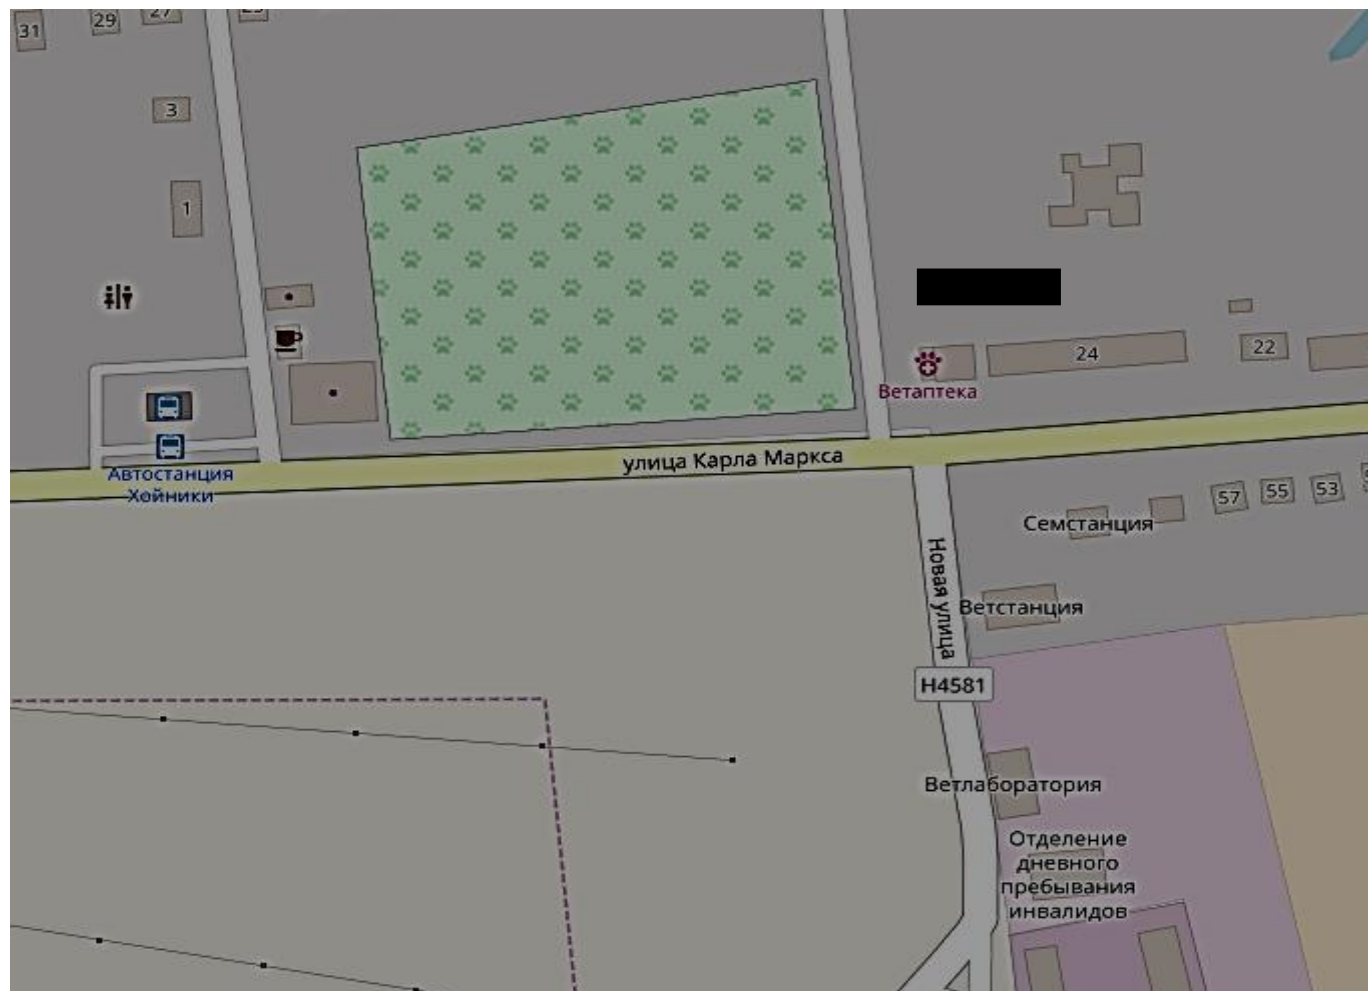 31
29
27
3
1
24
22
Ветаптека
улица Карла Маркса
Автостанция
Хойники
57
55
53
Семстанция
Новая улица
Ветстанция
Н4581
Ветлаборатория
Отделение
дневного
пребывания
инвалидов